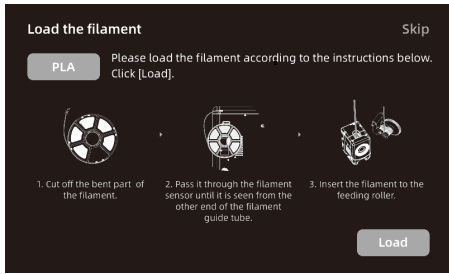 Load the filament
Skip
PLA
Please load the filament according to the instructions below.
Click [Load].
1. Cut off the bent part of
the filament.
2. Pass it through the filament
sensor until it is seen from the
other end of the filament
guide tube.
3. Insert the filament to the
feeding roller.
Load